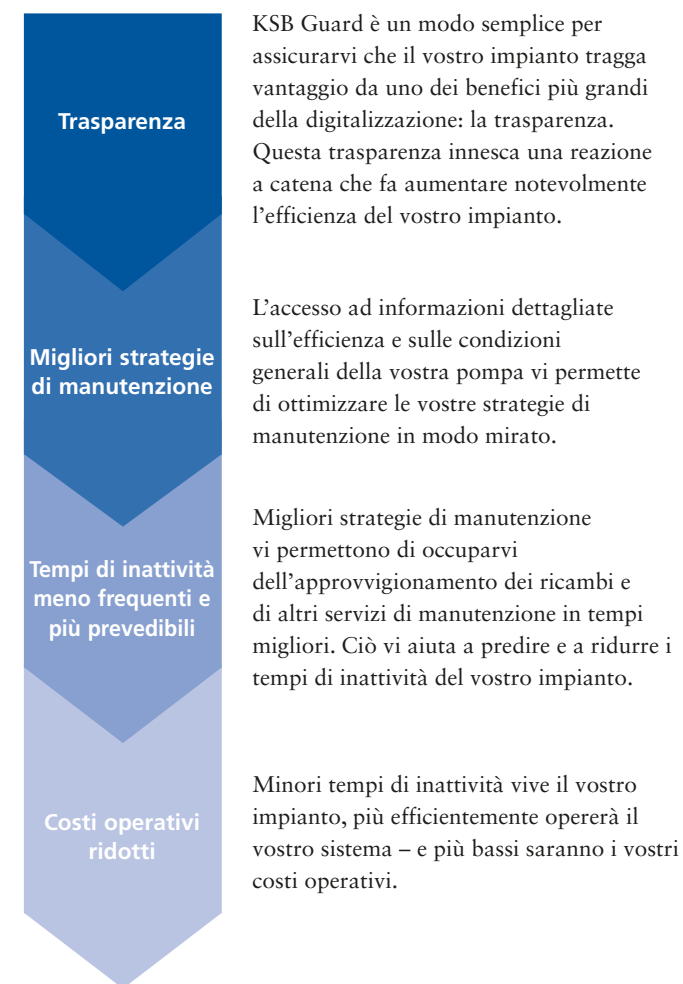 Trasparenza
KSB Guard è un modo semplice per
assicurarvi che il vostro impianto tragga
vantaggio da uno dei benefici più grandi
della digitalizzazione: la trasparenza.
Questa trasparenza innesca una reazione
a catena che fa aumentare notevolmente
l’efficienza del vostro impianto.
Migliori strategie
di manutenzione
L’accesso ad informazioni dettagliate
sull’efficienza e sulle condizioni
generali della vostra pompa vi permette
di ottimizzare le vostre strategie di
manutenzione in modo mirato.
Tempi di inattività
meno frequenti e
più prevedibili
Migliori strategie di manutenzione
vi permettono di occuparvi
dell’approvvigionamento dei ricambi e
di altri servizi di manutenzione in tempi
migliori. Ciò vi aiuta a predire e a ridurre i
tempi di inattività del vostro impianto.
Costi operativi
ridotti
Minori tempi di inattività vive il vostro
impianto, più efficientemente opererà il
vostro sistema – e più bassi saranno i vostri
costi operativi.